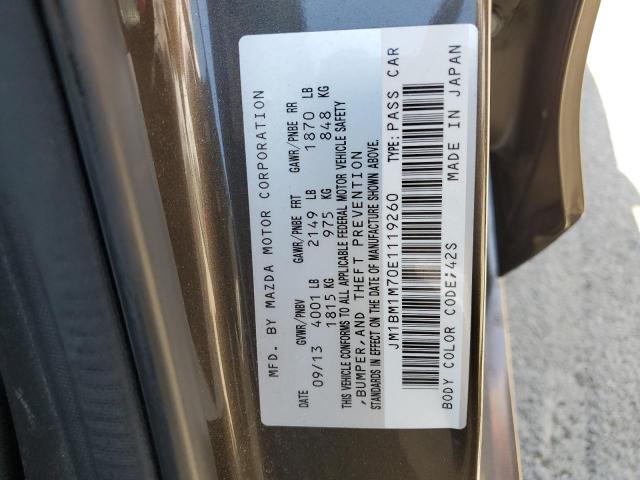 MFD. BY MAZDA MOTOR CORPORATION
DATE GVWR/PNBV GAWR/PNBE FRT GAWR/PNBE RR
09/13 4001 LB 2149 LB 1870 LB
1815 KG 975 KG 848 KG
THIS VEHICLE CONFORMS TO ALL APPLICABLE FEDERAL MOTOR VEHICLE SAFETY
,BUMPER,AND THEFT PREVENTION
STANDARDS IN EFFECT ON THE DATE OF MANUFACTURE SHOWN ABOVE.
JM1BM1M70E1119260 TYPE: PASS CAR
BODY COLOR CODE;42S MADE IN JAPAN